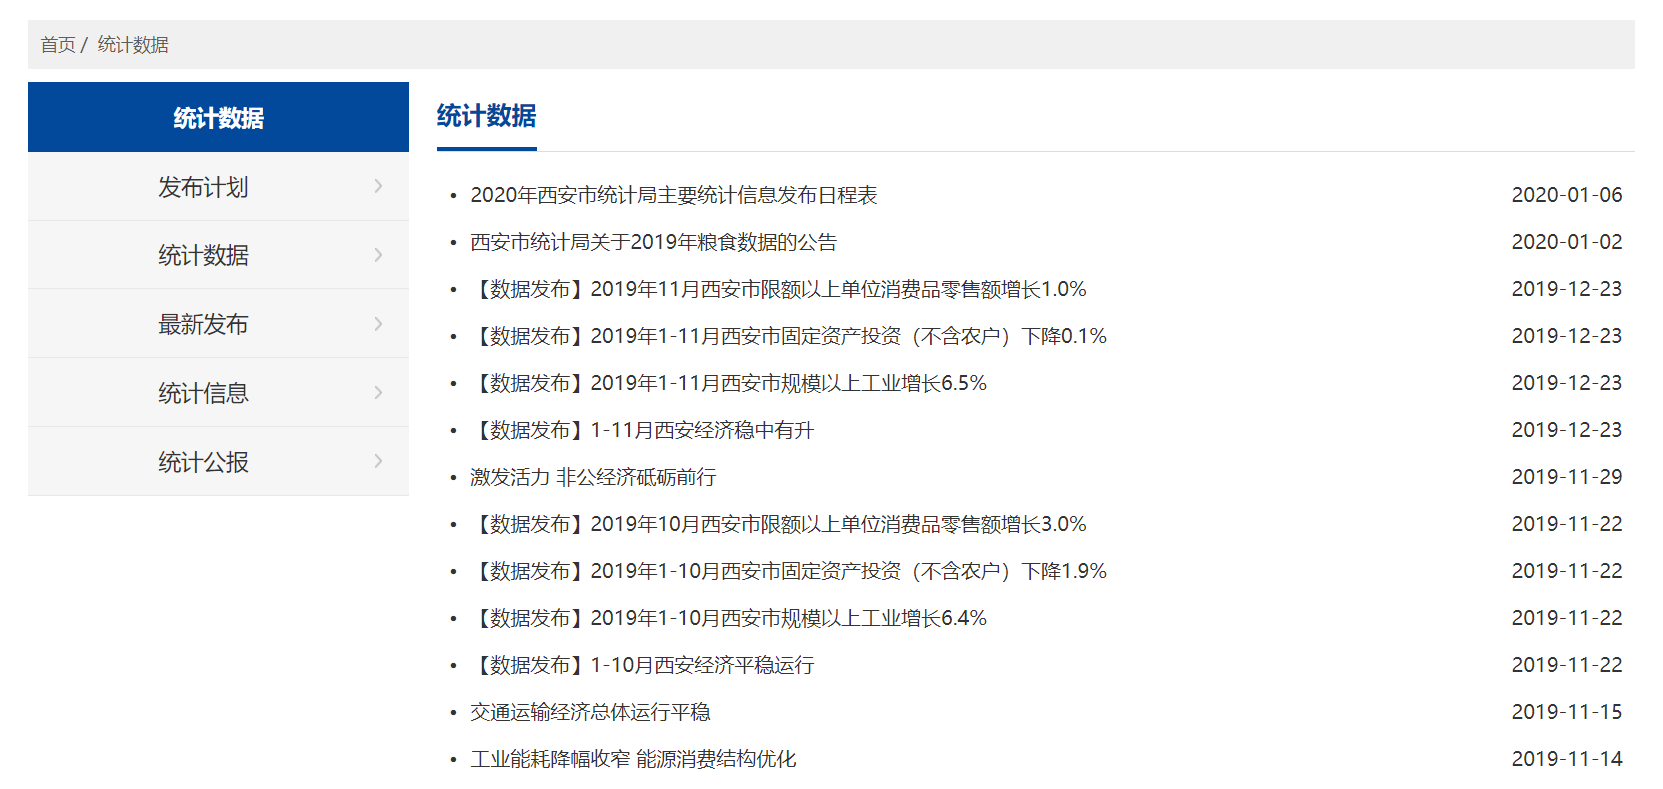 首页 / 统计数据
统计数据
发布计划
统计数据
最新发布
统计信息
统计公报
统计数据
• 2020年西安市统计局主要统计信息发布日程表 2020-01-06
• 西安市统计局关于2019年粮食数据的公告 2020-01-02
• 【数据发布】2019年11月西安市限额以上单位消费品零售额增长1.0% 2019-12-23
• 【数据发布】2019年1-11月西安市固定资产投资（不含农户）下降0.1% 2019-12-23
• 【数据发布】2019年1-11月西安市规模以上工业增长6.5% 2019-12-23
• 【数据发布】1-11月西安经济稳中有升 2019-12-23
• 激发活力 非公经济砥砺前行 2019-11-29
• 【数据发布】2019年10月西安市限额以上单位消费品零售额增长3.0% 2019-11-22
• 【数据发布】2019年1-10月西安市固定资产投资（不含农户）下降1.9% 2019-11-22
• 【数据发布】2019年1-10月西安市规模以上工业增长6.4% 2019-11-22
• 【数据发布】1-10月西安经济平稳运行 2019-11-22
• 交通运输经济总体运行平稳 2019-11-15
• 工业能耗降幅收窄 能源消费结构优化 2019-11-14